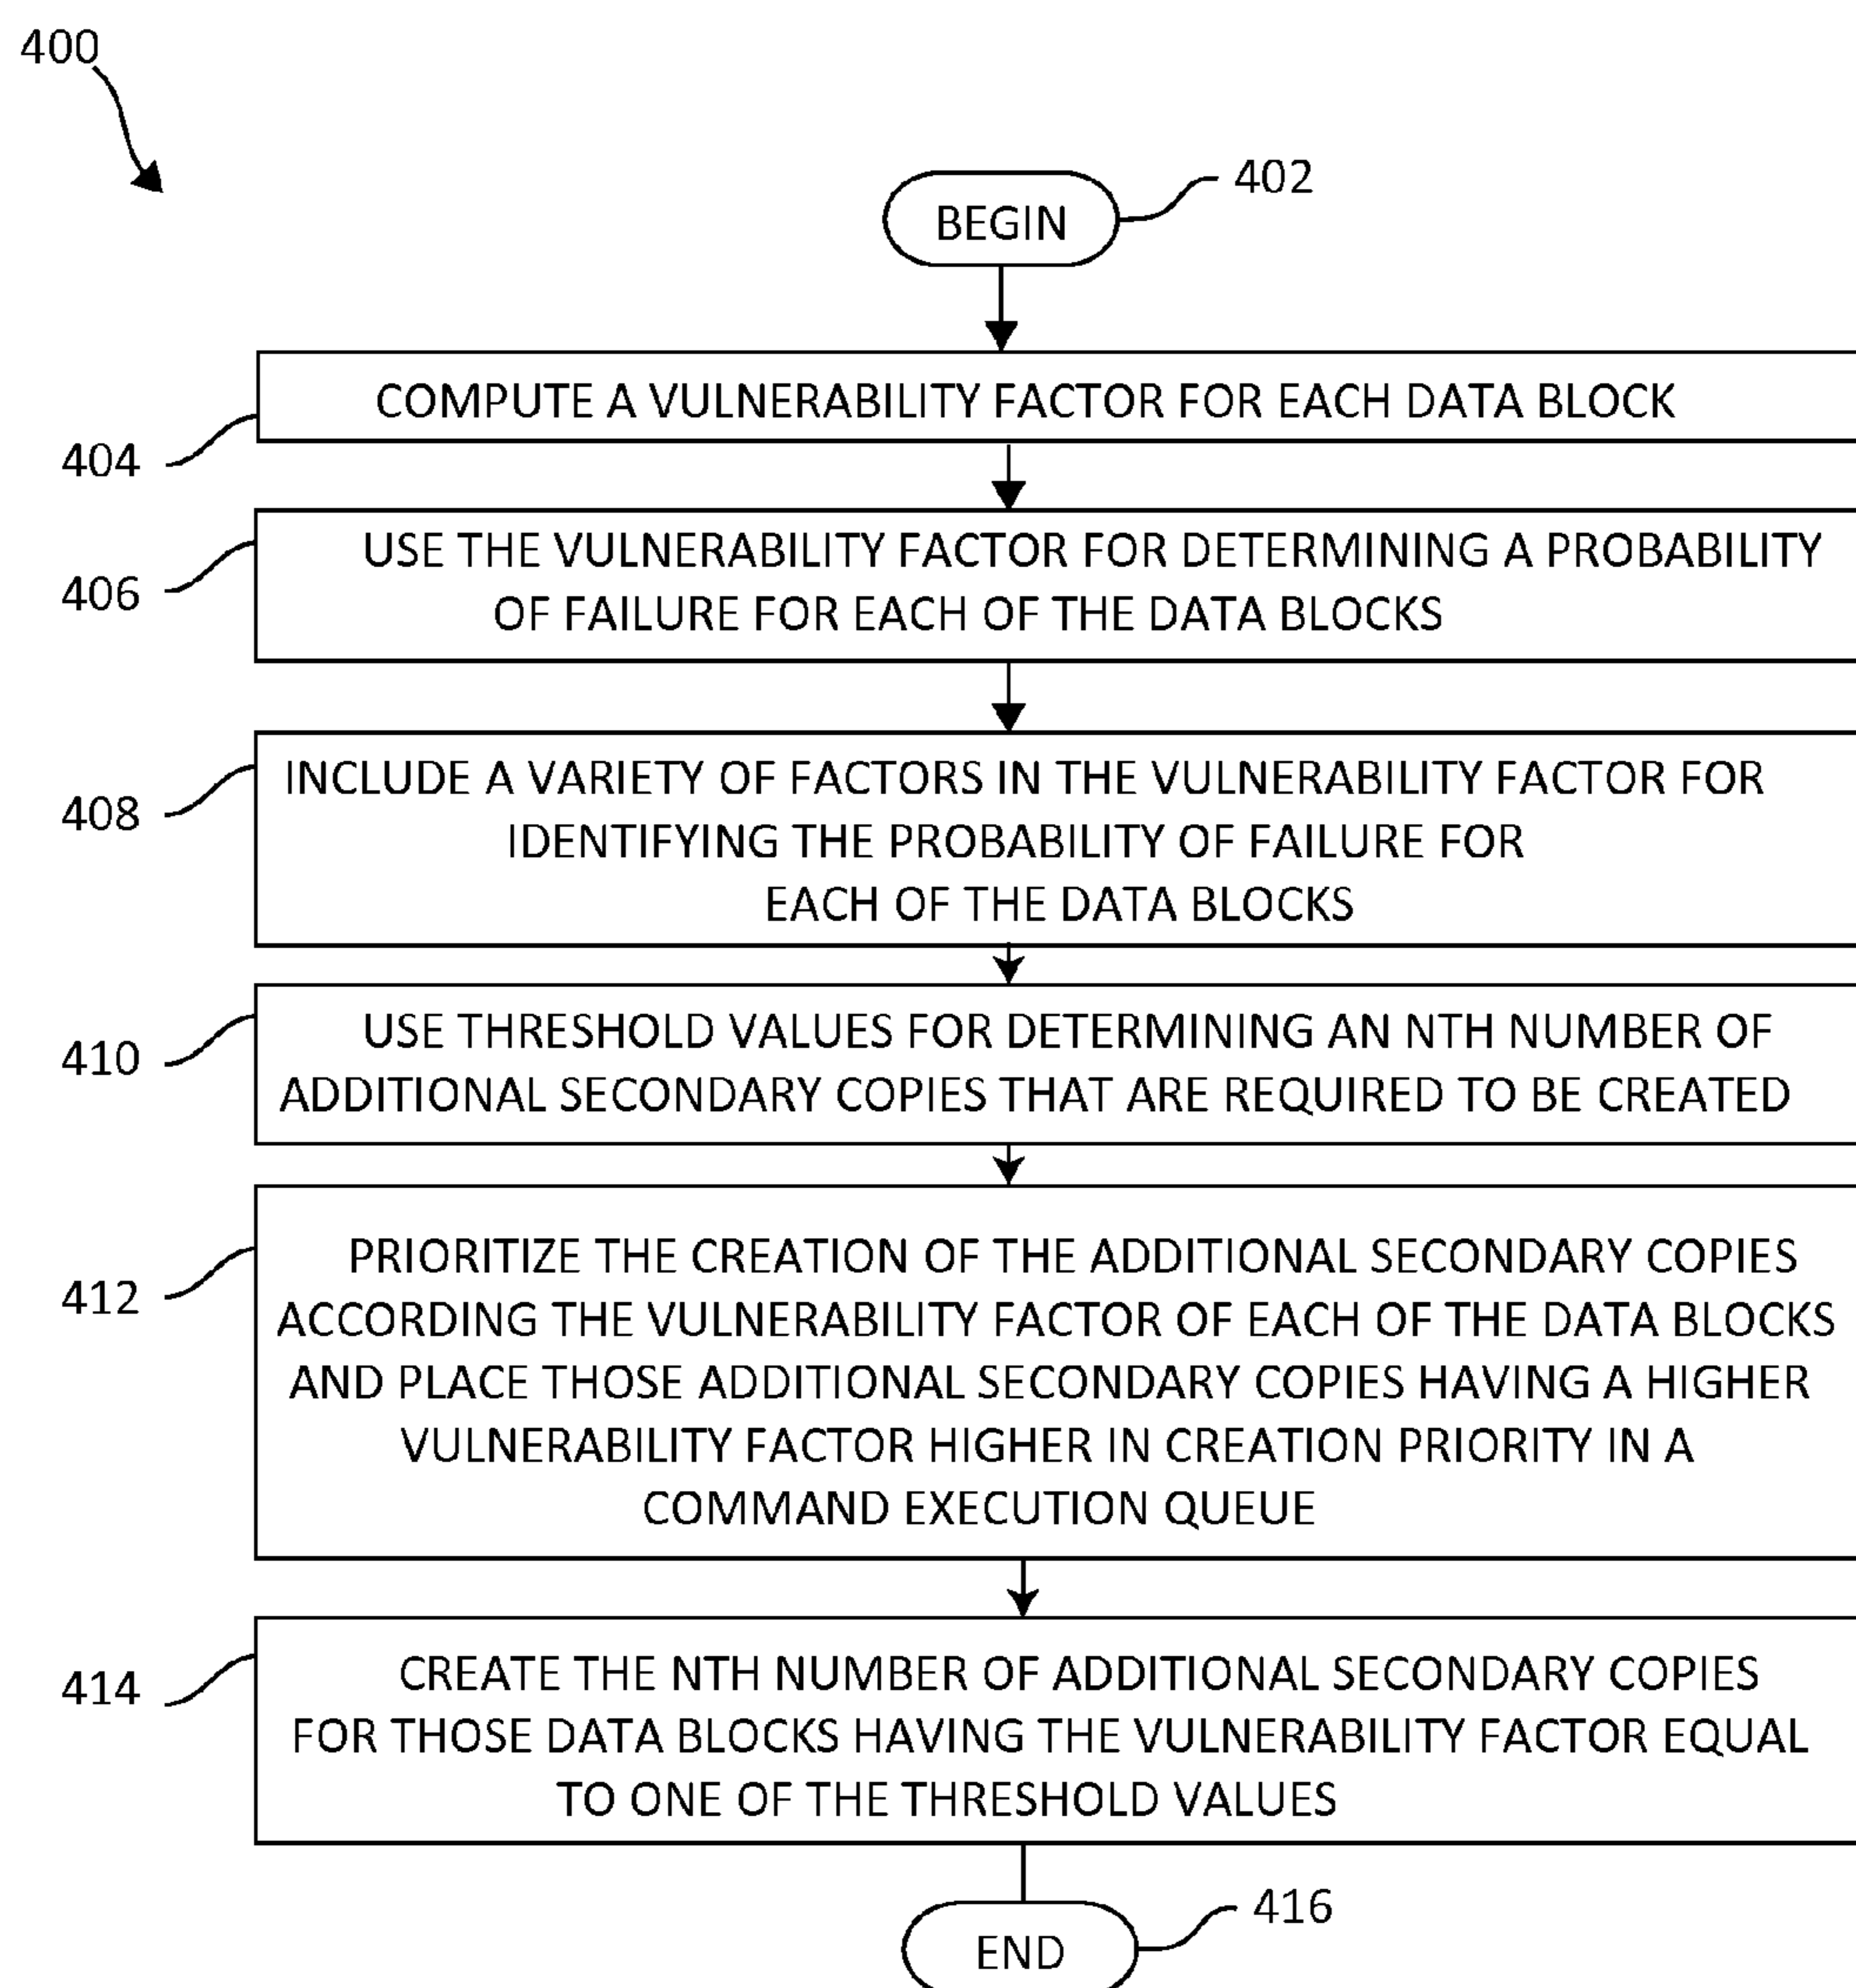 400
BEGIN
402
COMPUTE A VULNERABILITY FACTOR FOR EACH DATA BLOCK
404
USE THE VULNERABILITY FACTOR FOR DETERMINING A PROBABILITY
OF FAILURE FOR EACH OF THE DATA BLOCKS
406
INCLUDE A VARIETY OF FACTORS IN THE VULNERABILITY FACTOR FOR
IDENTIFYING THE PROBABILITY OF FAILURE FOR
EACH OF THE DATA BLOCKS
408
USE THRESHOLD VALUES FOR DETERMINING AN NTH NUMBER OF
ADDITIONAL SECONDARY COPIES THAT ARE REQUIRED TO BE CREATED
410
PRIORITIZE THE CREATION OF THE ADDITIONAL SECONDARY COPIES
ACCORDING THE VULNERABILITY FACTOR OF EACH OF THE DATA BLOCKS
AND PLACE THOSE ADDITIONAL SECONDARY COPIES HAVING A HIGHER
VULNERABILITY FACTOR HIGHER IN CREATION PRIORITY IN A
COMMAND EXECUTION QUEUE
412
CREATE THE NTH NUMBER OF ADDITIONAL SECONDARY COPIES
FOR THOSE DATA BLOCKS HAVING THE VULNERABILITY FACTOR EQUAL
TO ONE OF THE THRESHOLD VALUES
414
END
416